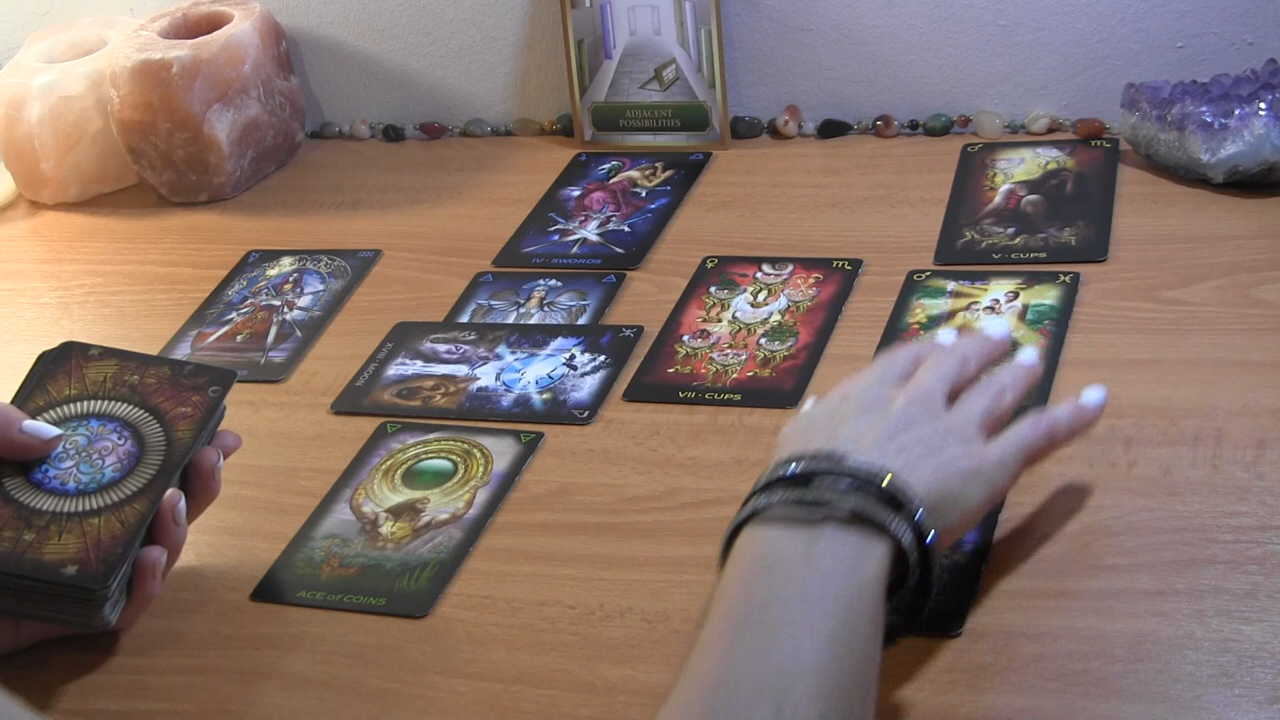 ADJACENT
POSSIBILITIES
IV · SWORDS
V · CUPS
XVIII · MOON
VII · CUPS
ACE of COINS